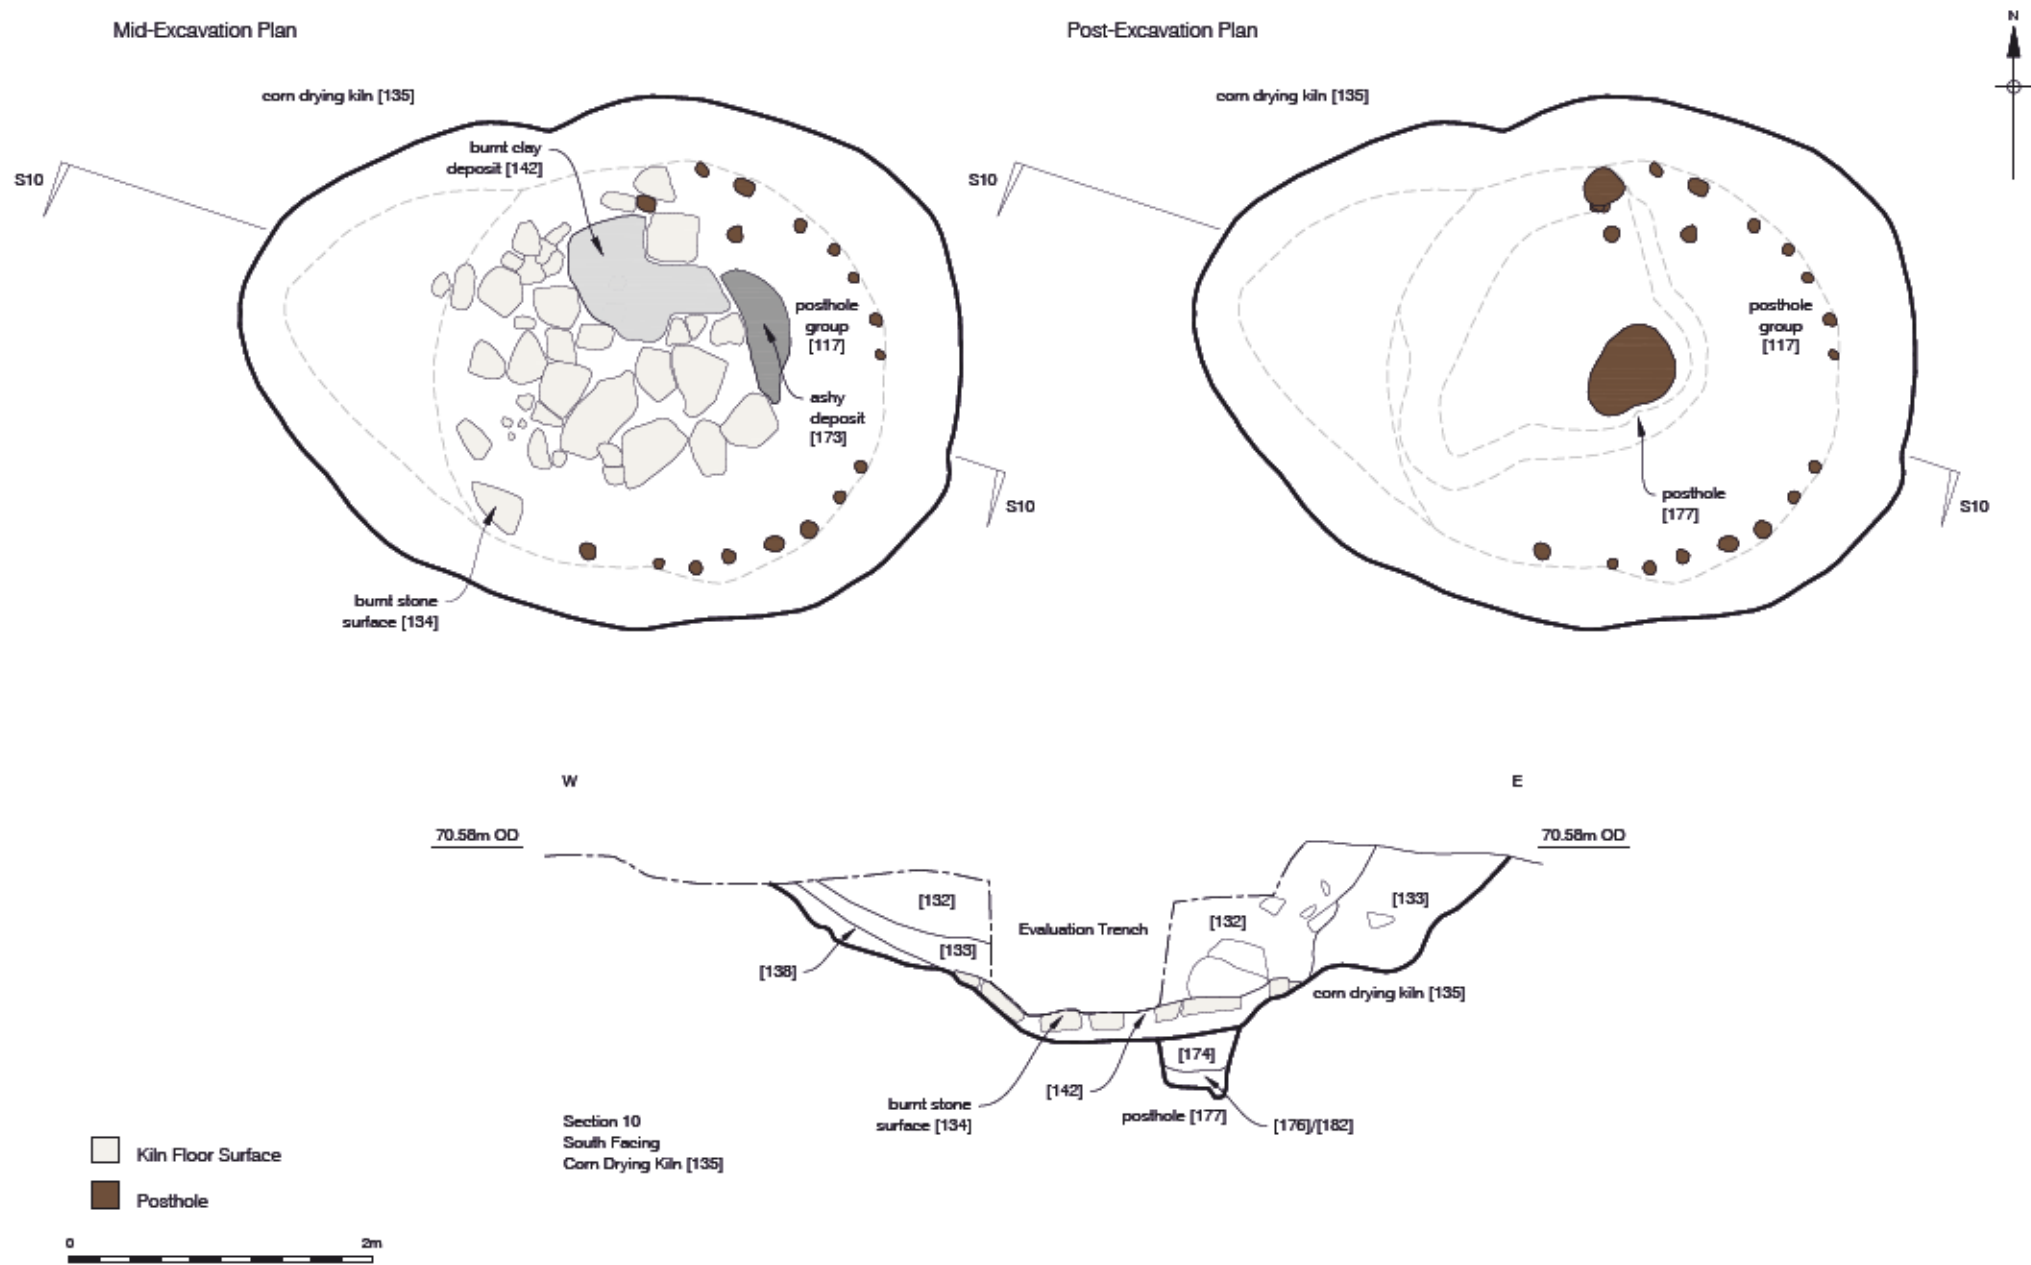 Mid-Excavation Plan
Post-Excavation Plan
N
corn drying kiln [135]
corn drying kiln [135]
burnt clay
deposit [142]
S10
S10
posthole
group
[117]
posthole
group
[117]
ashy
deposit
[173]
posthole
[177]
S10
S10
burnt stone
surface [134]
W
E
70.58m OD
70.58m OD
[132]
[133]
[132]
Evaluation Trench
[133]
[138]
corn drying kiln [135]
[174]
[142]
burnt stone
surface [134]
posthole [177]
[176]/[182]
Section 10
South Facing
Corn Drying Kiln [135]
Kiln Floor Surface
Posthole
0
2m